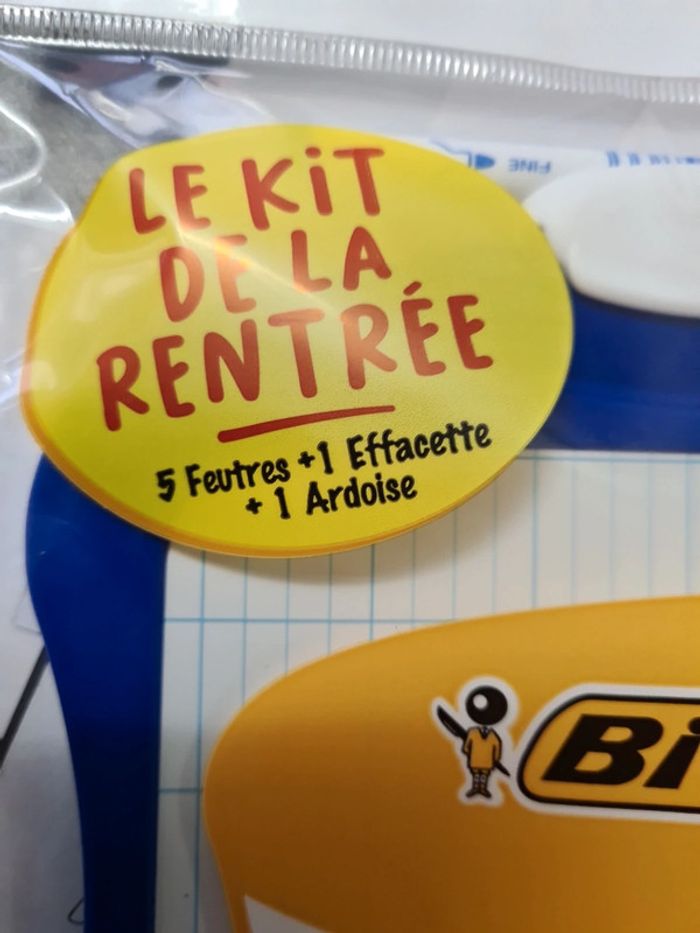 FINE
LE KiT
DE LA
RENTRÉE
5 Feutres +1 Effacette
+ 1 Ardoise
Bi